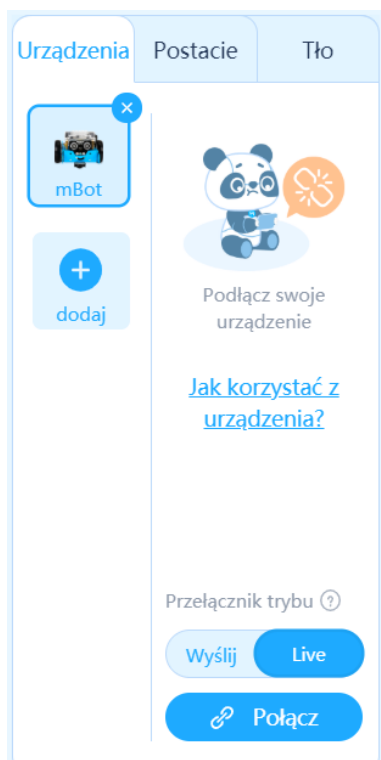 Urządzenia
Postacie
Tło
mBot
dodaj
Podłącz swoje
urządzenie
Jak korzystać z
urządzenia?
Przełącznik trybu ?
Wyślij
Live
Połącz